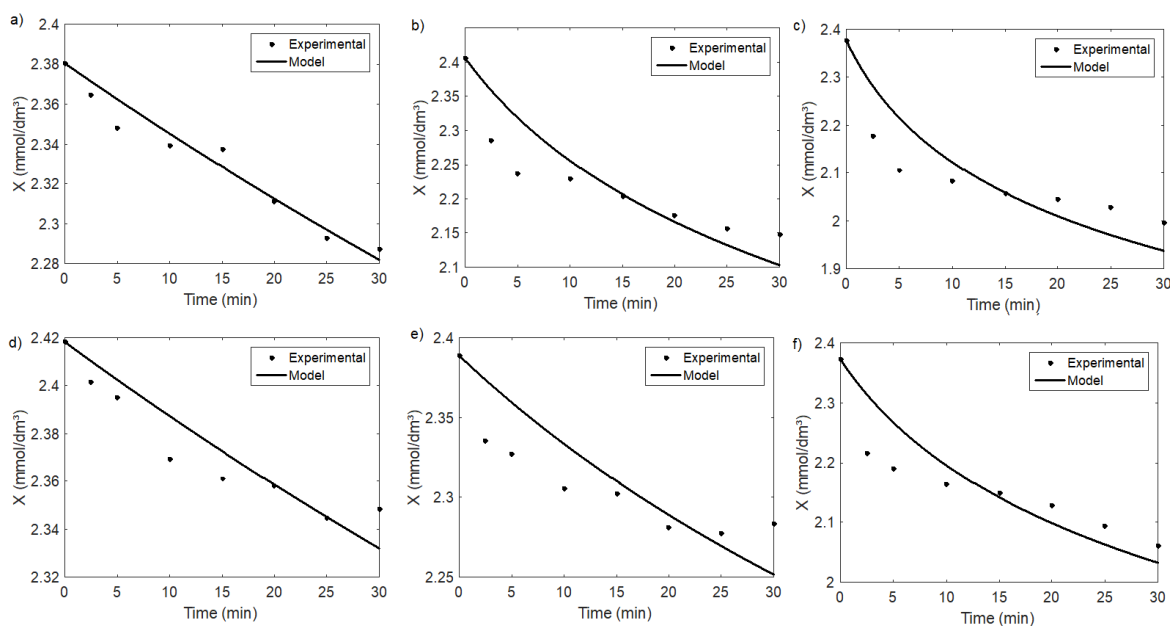 a)
2.4
2.38
2.36
2.34
2.32
2.3
2.28
X (mmol/dm³)
0 5 10 15 20 25 30
Time (min)
Experimental
Model
b)
2.4
2.3
2.25
2.2
2.15
2.1
X (mmol/dm³)
0 5 10 15 20 25 30
Time (min)
Experimental
Model
c)
2.4
2.3
2.2
2.1
2
1.9
X (mmol/dm³)
0 5 10 15 20 25 30
Time (min)
Experimental
Model
d)
2.42
2.4
2.38
2.36
2.34
2.32
X (mmol/dm³)
0 5 10 15 20 25 30
Time (min)
Experimental
Model
e)
2.4
2.35
2.3
2.25
X (mmol/dm³)
0 5 10 15 20 25 30
Time (min)
Experimental
Model
f)
2.4
2.3
2.2
2.1
2
X (mmol/dm³)
0 5 10 15 20 25 30
Time (min)
Experimental
Model